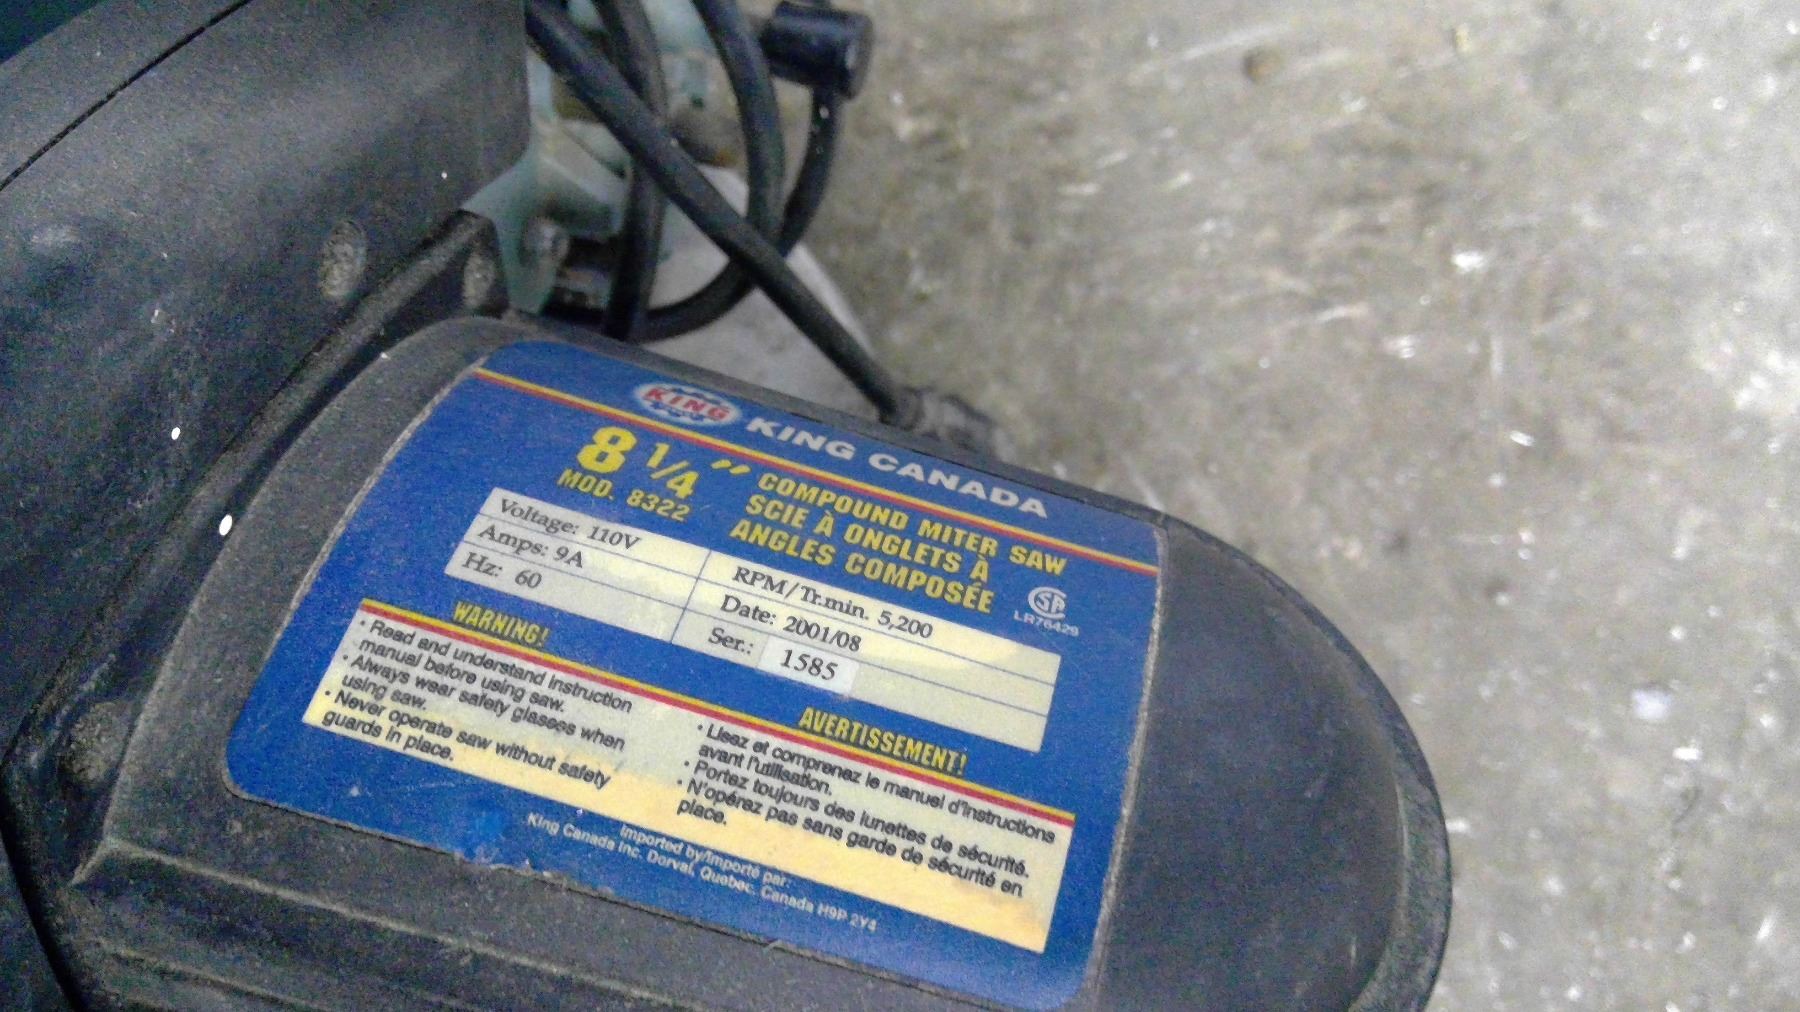 KING KING CANADA
8 1/4" COMPOUND MITER SAW
MOD. 8322 SCIE À ONGLETS À
ANGLES COMPOSÉE
Voltage: 110V
Amps: 9A
Hz: 60
RPM/Tr.min. 5,200
Date: 2001/08
Ser.: 1585
LR76429
WARNING!
• Read and understand instruction
manual before using saw.
• Always wear safety glasses when
using saw.
• Never operate saw without safety
guards in place.
AVERTISSEMENT!
• Lisez et comprenez le manuel d'instructions
avant l'utilisation.
• Portez toujours des lunettes de sécurité.
• N'opérez pas sans garde de sécurité en
place.
Imported by/Importé par:
King Canada Inc. Dorval, Quebec, Canada H9P 2Y4